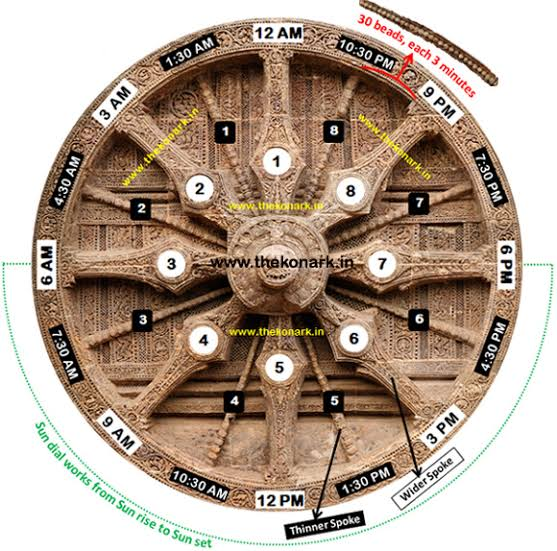 30 beads, each 3 minutes
12 AM
1:30 AM
10:30 PM
3 AM
9 PM
www.thekonark.in
www.thekonark.in
1
8
1
2
8
4:30 AM
7:30 PM
2
7
www.thekonark.in
6 AM
3
www.thekonark.in
7
6 PM
3
6
7:30 AM
4:30 PM
www.thekonark.in
4
6
5
4
5
9 AM
3 PM
10:30 AM
12 PM
1:30 PM
Wider Spoke
Thinner Spoke
Sun dial works from Sun rise to Sun set